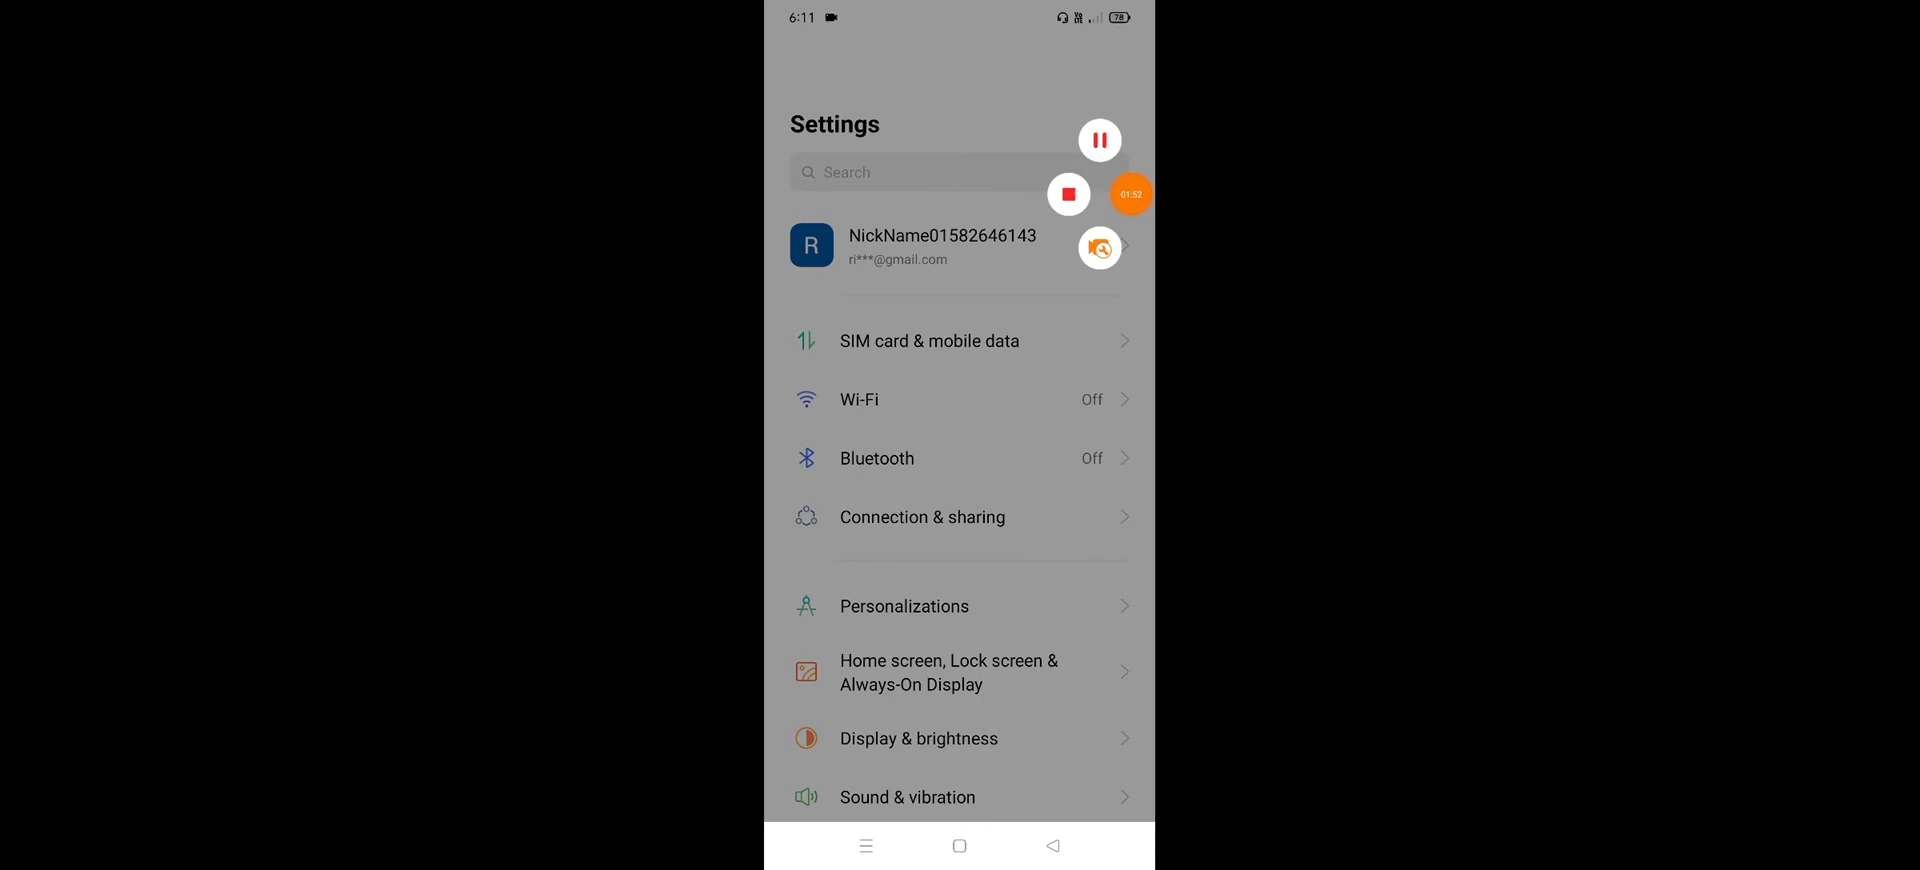 6:11
78
Settings
Search
01:52
R
NickName01582646143
ri***@gmail.com
SIM card & mobile data
Wi-Fi
Off
Bluetooth
Off
Connection & sharing
Personalizations
Home screen, Lock screen &
Always-On Display
Display & brightness
Sound & vibration